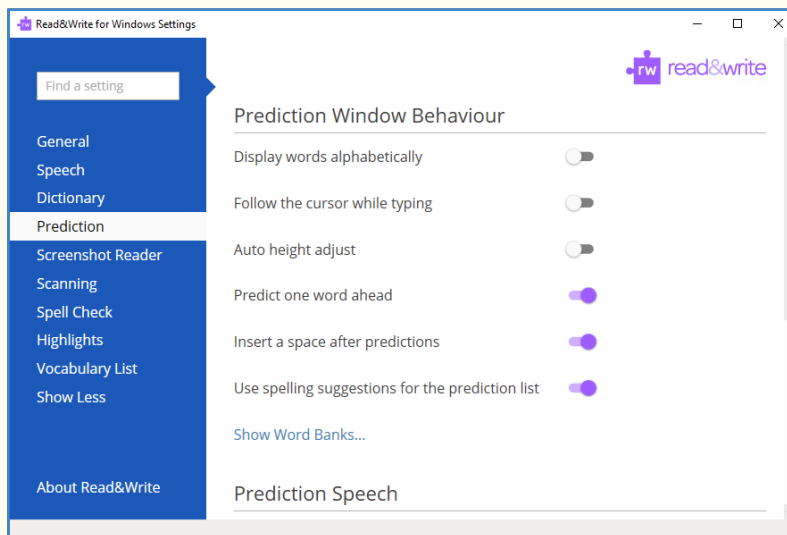 Read&Write for Windows Settings
rw read&write
Find a setting
General
Speech
Dictionary
Prediction
Screenshot Reader
Scanning
Spell Check
Highlights
Vocabulary List
Show Less
About Read&Write
Prediction Window Behaviour
Display words alphabetically
Follow the cursor while typing
Auto height adjust
Predict one word ahead
Insert a space after predictions
Use spelling suggestions for the prediction list
Show Word Banks...
Prediction Speech